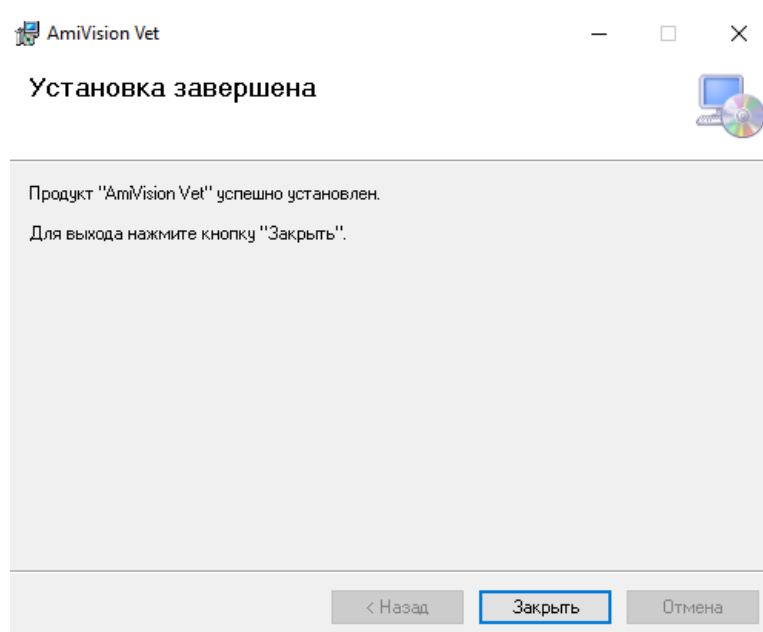 AmiVision Vet
Установка завершена
Продукт "AmiVision Vet" успешно установлен.
Для выхода нажмите кнопку "Закрыть".
< Назад Закрыть Отмена